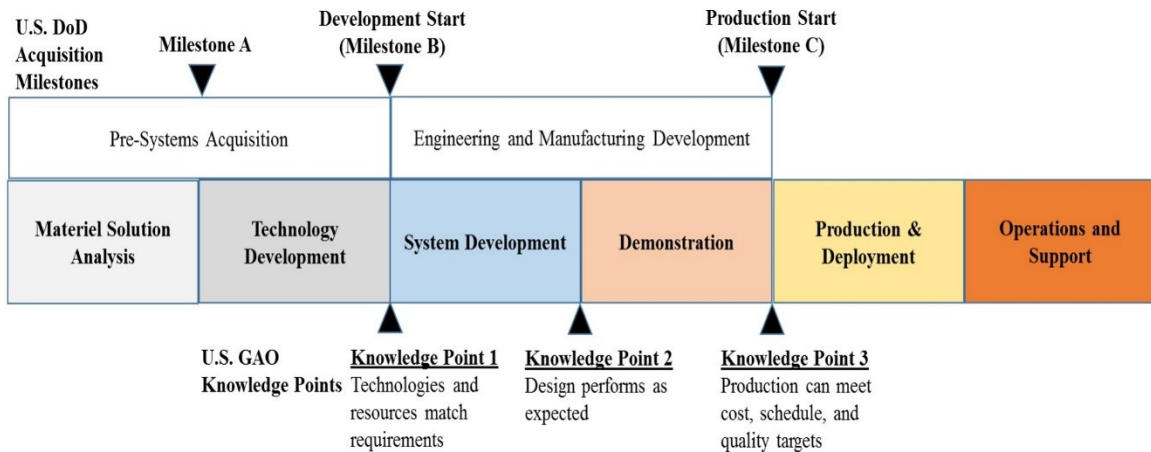 U.S. DoD
Acquisition
Milestones
Milestone A
Development Start
(Milestone B)
Production Start
(Milestone C)
Pre-Systems Acquisition
Engineering and Manufacturing Development
Materiel Solution
Analysis
Technology
Development
System Development
Demonstration
Production &
Deployment
Operations and
Support
U.S. GAO
Knowledge Points
Knowledge Point 1
Technologies and
resources match
requirements
Knowledge Point 2
Design performs as
expected
Knowledge Point 3
Production can meet
cost, schedule, and
quality targets